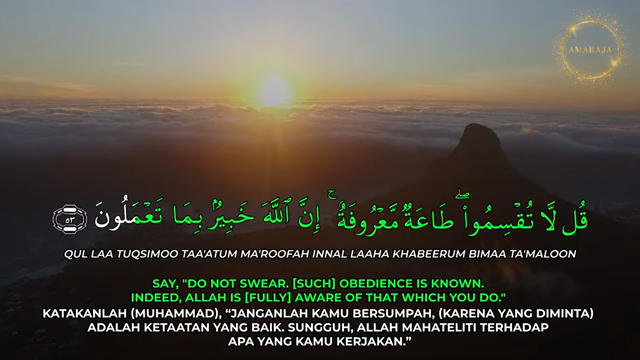 AMARAJA
قُل لَّا تُقْسِمُوا۟ ۖ طَاعَةٌ مَّعْرُوفَةٌ ۚ إِنَّ ٱللَّهَ خَبِيرٌۢ بِمَا تَعْمَلُونَ ٥٣
QUL LAA TUQSIMOO TAA'ATUM MA'ROOFAH INNAL LAAHA KHABEERUM BIMAA TA'MALOON
SAY, "DO NOT SWEAR. [SUCH] OBEDIENCE IS KNOWN.
INDEED, ALLAH IS [FULLY] AWARE OF THAT WHICH YOU DO."
KATAKANLAH (MUHAMMAD), “JANGANLAH KAMU BERSUMPAH, (KARENA YANG DIMINTA)
ADALAH KETAATAN YANG BAIK. SUNGGUH, ALLAH MAHATELITI TERHADAP
APA YANG KAMU KERJAKAN.”